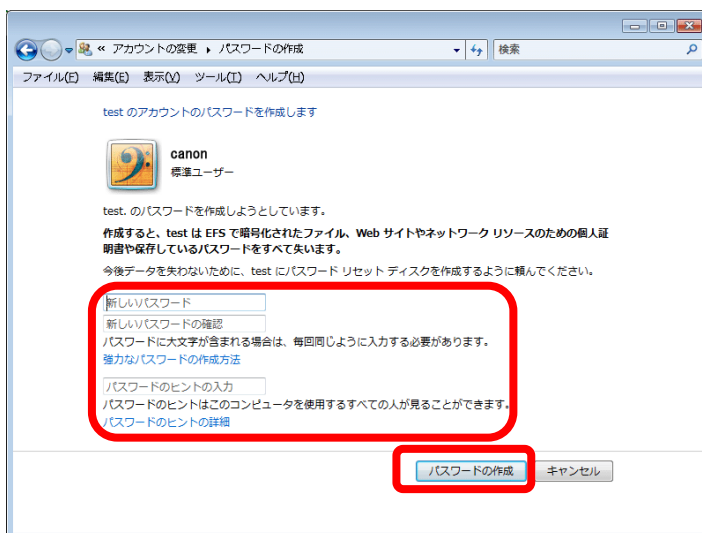 « アカウントの変更 ▸ パスワードの作成
検索
ファイル(F) 編集(E) 表示(V) ツール(T) ヘルプ(H)
test のアカウントのパスワードを作成します
canon
標準ユーザー
test. のパスワードを作成しようとしています。
作成すると、test は EFS で暗号化されたファイル、Web サイトやネットワーク リソースのための個人証
明書や保存しているパスワードをすべて失います。
今後データを失わないために、test にパスワード リセット ディスクを作成するように頼んでください。
新しいパスワード
新しいパスワードの確認
パスワードに大文字が含まれる場合は、毎回同じように入力する必要があります。
強力なパスワードの作成方法
パスワードのヒントの入力
パスワードのヒントはこのコンピュータを使用するすべての人が見ることができます。
パスワードのヒントの詳細
パスワードの作成 キャンセル